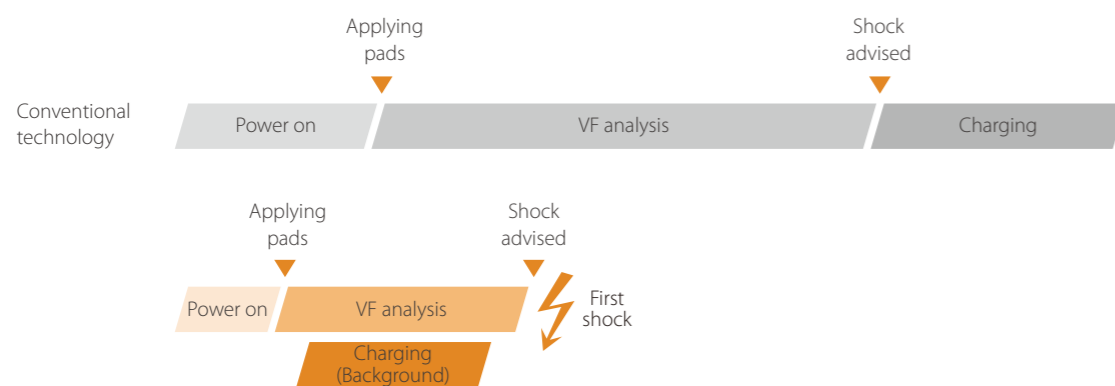 Applying
pads
Shock
advised
Conventional
technology
Power on
VF analysis
Charging
Applying
pads
Shock
advised
Power on
VF analysis
First
shock
Charging
(Background)